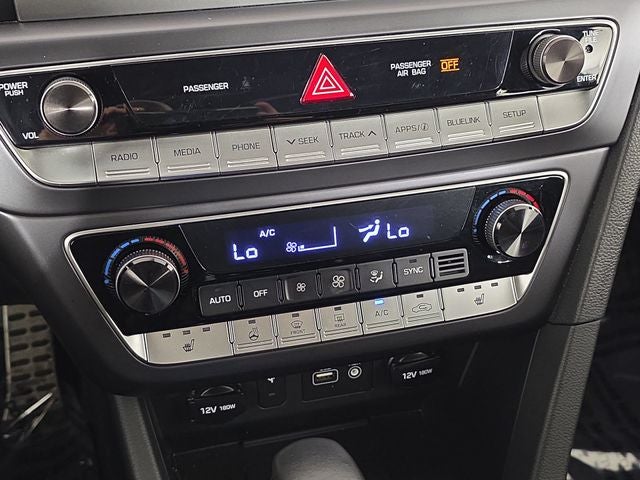 POWER
PUSH
VOL
PASSENGER
PASSENGER
AIR BAG
OFF
TUNE
FILE
ENTER
RADIO
MEDIA
PHONE
SEEK
TRACK
APPS/i
BLUELINK
SETUP
A/C
Lo
Lo
AUTO
OFF
SYNC
FRONT
REAR
A/C
12V 180W
12V 180W